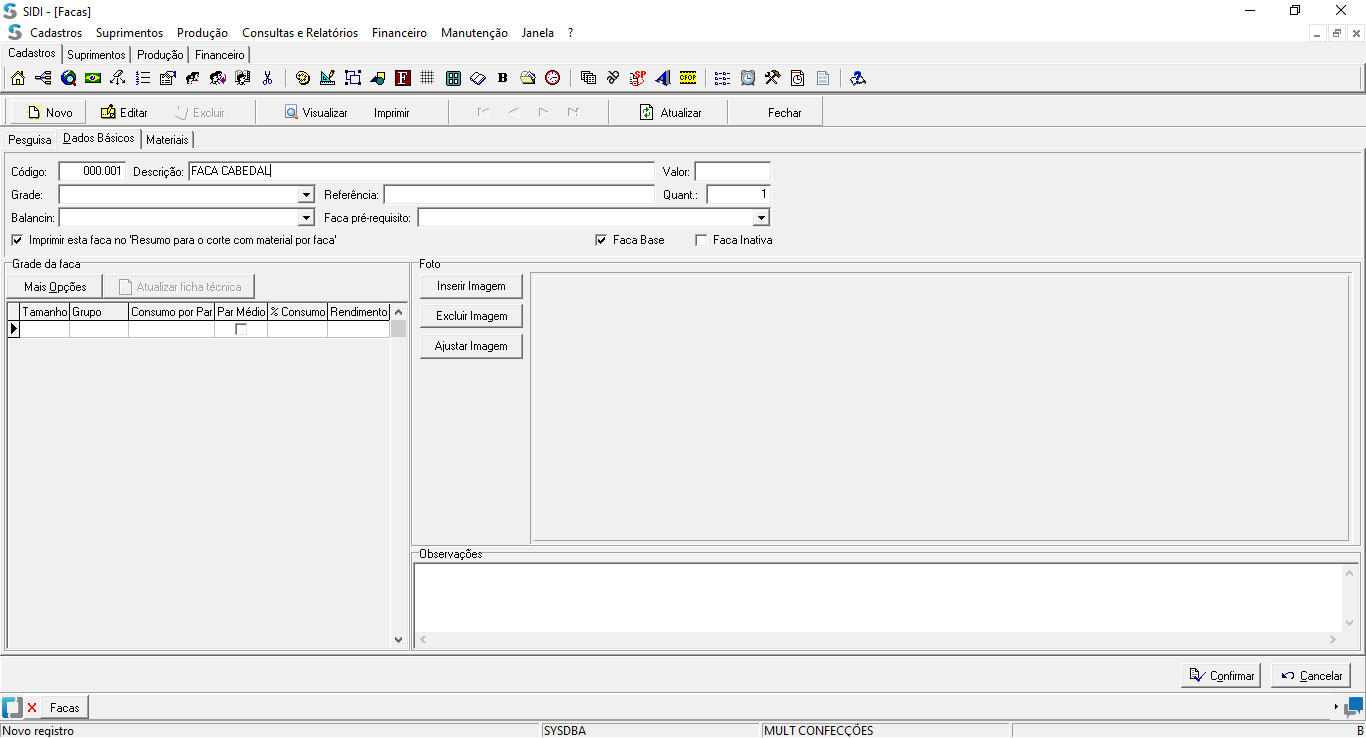 SIDI - [Facas]
Cadastros Suprimentos Produção Consultas e Relatórios Financeiro Manutenção Janela ?
Cadastros Suprimentos Produção Financeiro
F B SP CFOP
Novo Editar Excluir Visualizar Imprimir Atualizar Fechar
Pesquisa Dados Básicos Materiais
Código: 000.001 Descrição: FACA CABEDAL Valor:
Grade: Referência: Quant.: 1
Balancin: Faca pré-requisito:
Imprimir esta faca no 'Resumo para o corte com material por faca' Faca Base Faca Inativa
Grade da faca
Mais Opções Atualizar ficha técnica
Tamanho Grupo Consumo por Par Par Médio % Consumo Rendimento
Foto
Inserir Imagem
Excluir Imagem
Ajustar Imagem
Observações
Confirmar Cancelar
Facas
Novo registro SYSDBA MULT CONFECÇÕES B